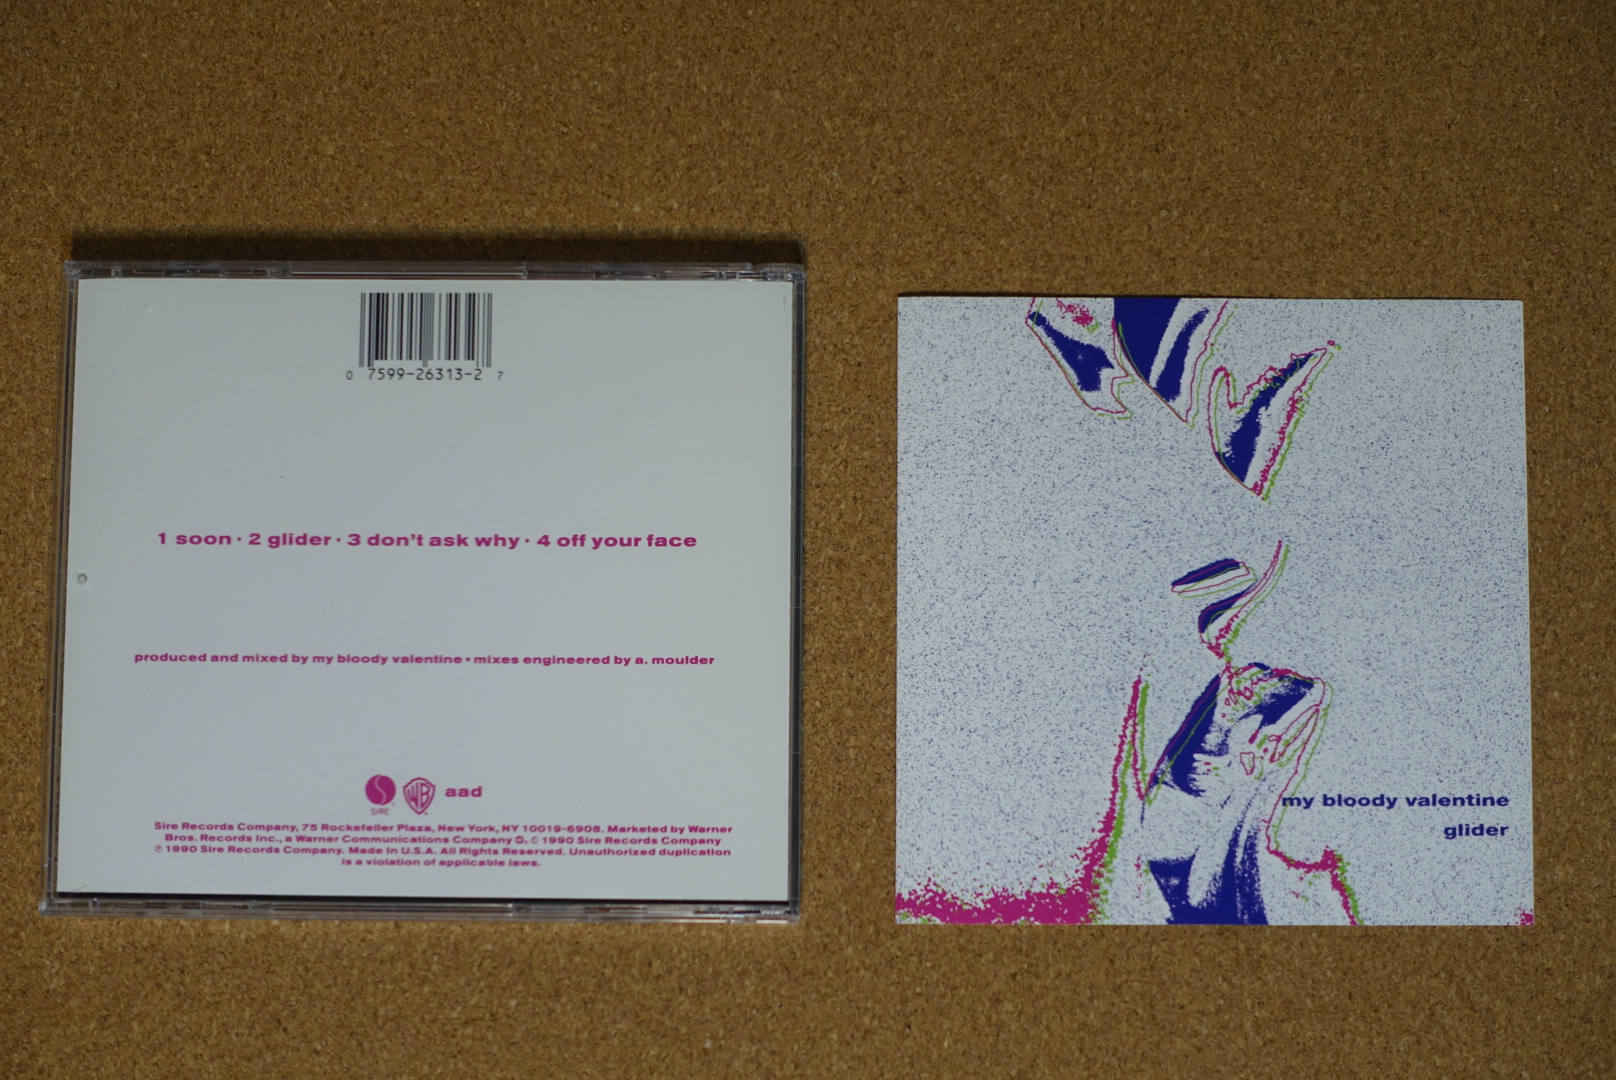 0 7599-26313-2 7
1 soon · 2 glider · 3 don't ask why · 4 off your face
produced and mixed by my bloody valentine • mixes engineered by a. moulder
SIRE WB aad
Sire Records Company, 75 Rockefeller Plaza, New York, NY 10019-6908. Marketed by Warner
Bros. Records Inc., a Warner Communications Company, © 1990 Sire Records Company
℗ 1990 Sire Records Company. Made in U.S.A. All Rights Reserved. Unauthorized duplication
is a violation of applicable laws.
my bloody valentine
glider